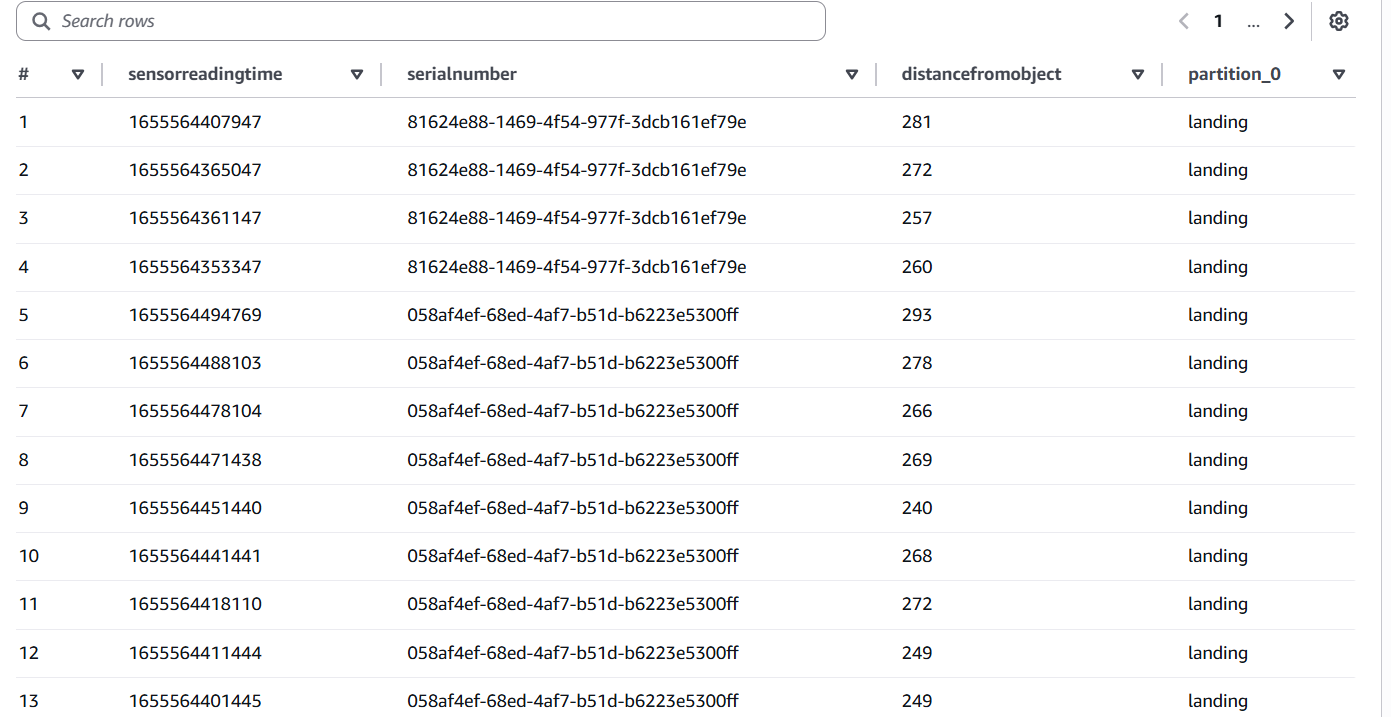 Search rows 1 ...
# sensorreadingtime serialnumber distancefromobject partition_0
1 1655564407947 81624e88-1469-4f54-977f-3dcb161ef79e 281 landing
2 1655564365047 81624e88-1469-4f54-977f-3dcb161ef79e 272 landing
3 1655564361147 81624e88-1469-4f54-977f-3dcb161ef79e 257 landing
4 1655564353347 81624e88-1469-4f54-977f-3dcb161ef79e 260 landing
5 1655564494769 058af4ef-68ed-4af7-b51d-b6223e5300ff 293 landing
6 1655564488103 058af4ef-68ed-4af7-b51d-b6223e5300ff 278 landing
7 1655564478104 058af4ef-68ed-4af7-b51d-b6223e5300ff 266 landing
8 1655564471438 058af4ef-68ed-4af7-b51d-b6223e5300ff 269 landing
9 1655564451440 058af4ef-68ed-4af7-b51d-b6223e5300ff 240 landing
10 1655564441441 058af4ef-68ed-4af7-b51d-b6223e5300ff 268 landing
11 1655564418110 058af4ef-68ed-4af7-b51d-b6223e5300ff 272 landing
12 1655564411444 058af4ef-68ed-4af7-b51d-b6223e5300ff 249 landing
13 1655564401445 058af4ef-68ed-4af7-b51d-b6223e5300ff 249 landing